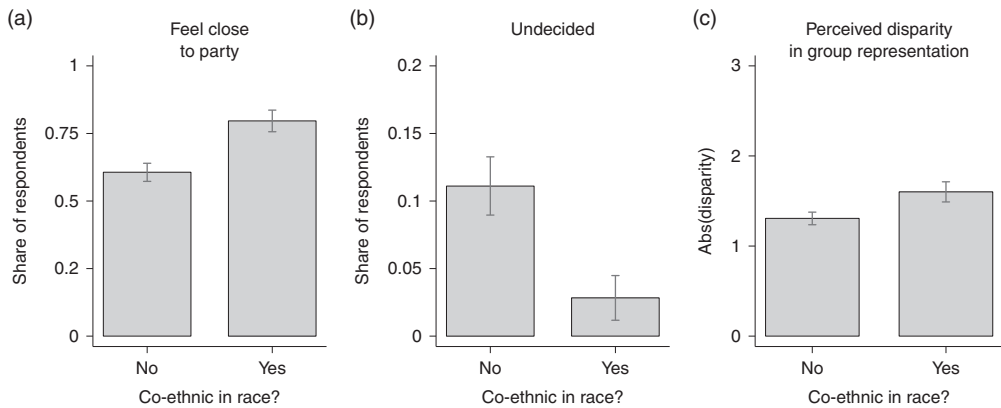 (a)
Feel close
to party
Share of respondents
1
0.75
0.5
0.2
0
No
Yes
Co-ethnic in race?
(b)
Undecided
Share of respondents
0.2
0.15
0.1
0.05
0
No
Yes
Co-ethnic in race?
(c)
Perceived disparity
in group representation
Abs(disparity)
3
2
1
0
No
Yes
Co-ethnic in race?